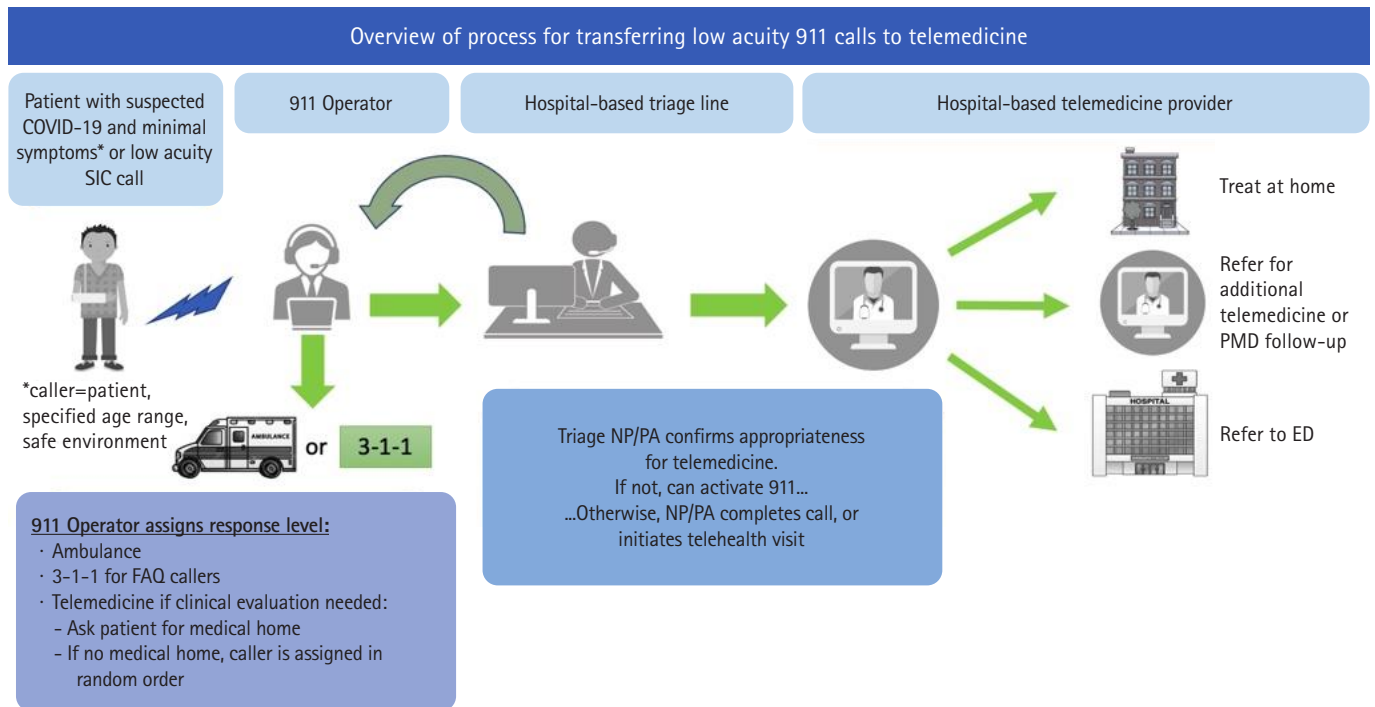 Overview of process for transferring low acuity 911 calls to telemedicine
Patient with suspected
COVID-19 and minimal
symptoms* or low acuity
SIC call
911 Operator
Hospital-based triage line
Hospital-based telemedicine provider
Treat at home
Refer for
additional
telemedicine or
PMD follow-up
HOSPITAL
Refer to ED
*caller=patient,
specified age range,
safe environment
AMBULANCE
or
3-1-1
Triage NP/PA confirms appropriateness
for telemedicine.
If not, can activate 911...
...Otherwise, NP/PA completes call, or
initiates telehealth visit
911 Operator assigns response level:
· Ambulance
· 3-1-1 for FAQ callers
· Telemedicine if clinical evaluation needed:
- Ask patient for medical home
- If no medical home, caller is assigned in
random order